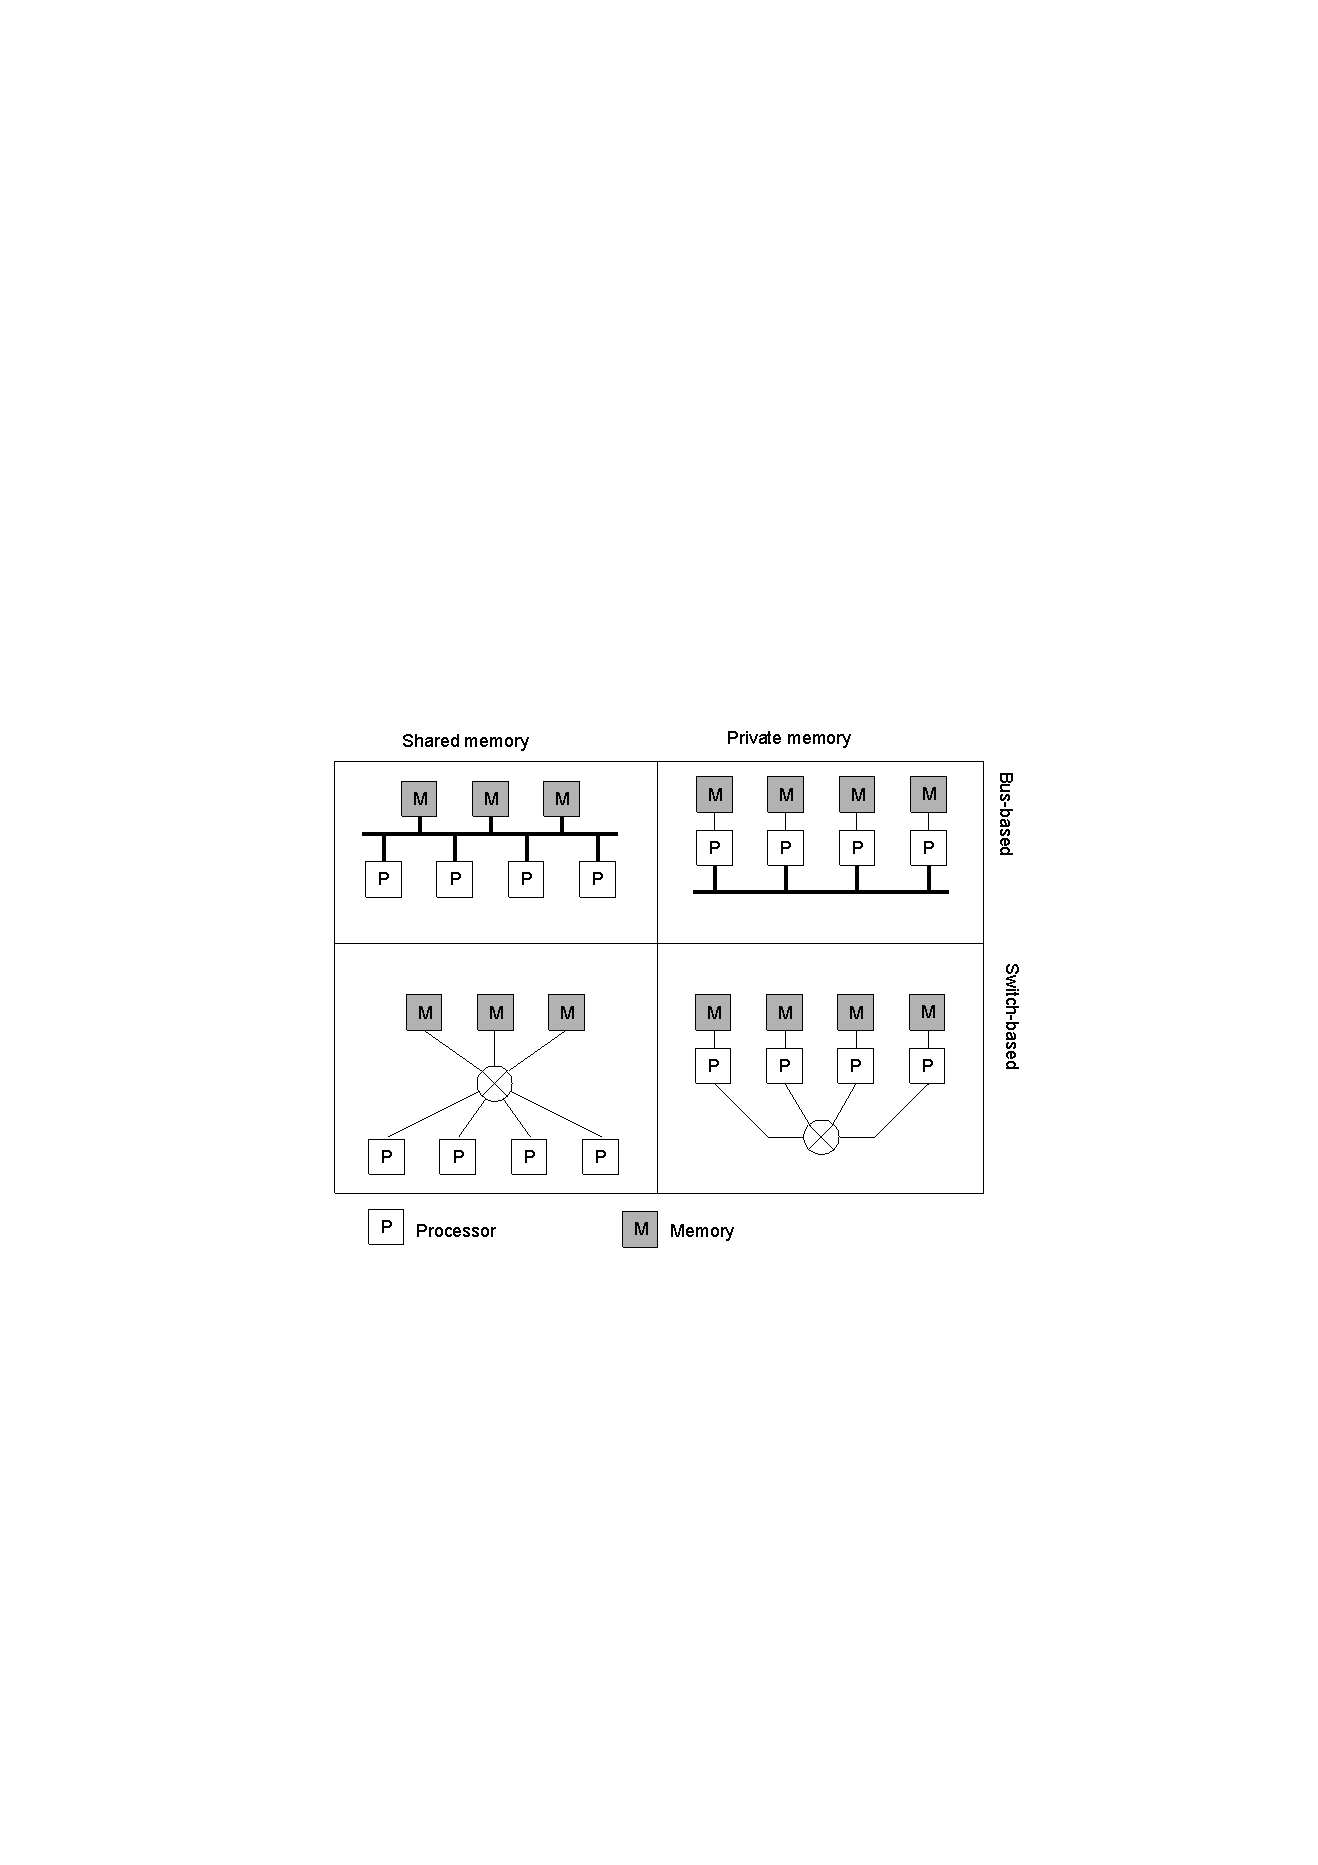 Shared memory
Private memory
Bus-based
M M M
M M M M
P P P P
P P P P
Switch-based
M M M
M M M M
P P P P
P P P P
P Processor
M Memory